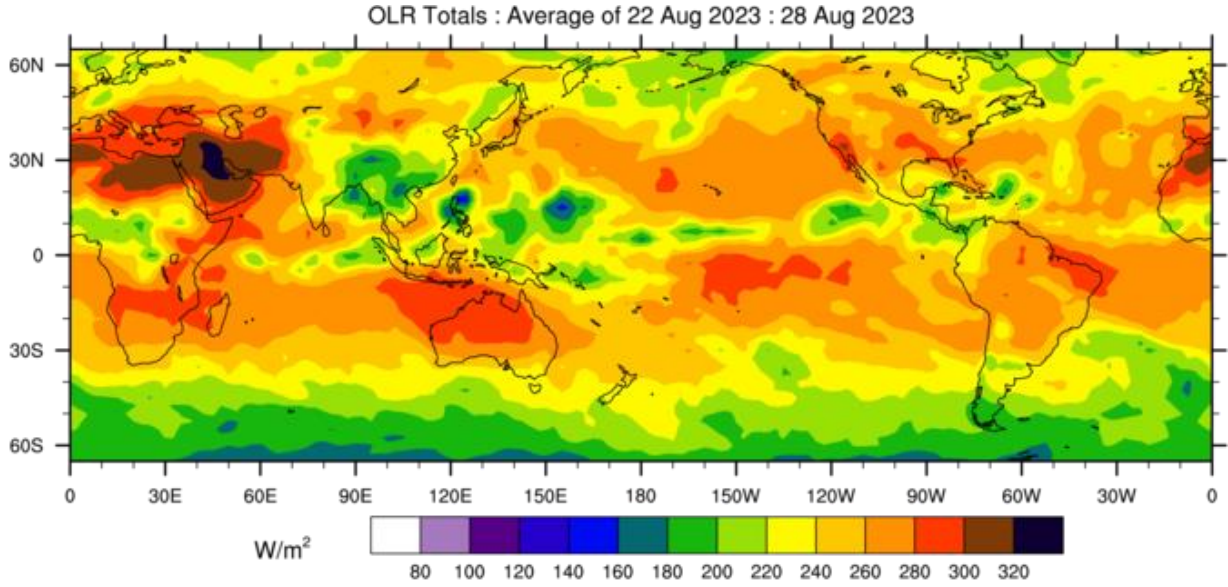 OLR Totals : Average of 22 Aug 2023 : 28 Aug 2023
60N
30N
0
30S
60S
0 30E 60E 90E 120E 150E 180 150W 120W 90W 60W 30W 0
W/m²
80 100 120 140 160 180 200 220 240 260 280 300 320